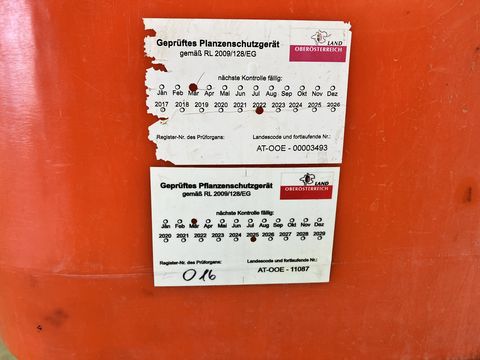 Geprüftes Planzenschutzgerät
gemäß RL 2009/128/EG
LAND
OBERÖSTERREICH
nächste Kontrolle fällig:
Jän Feb Mär Apr Mai Jun Jul Aug Sep Okt Nov Dez
2017 2018 2019 2020 2021 2022 2023 2024 2025 2026
Register-Nr. des Prüforgans:
Landescode und fortlaufende Nr.:
AT-OOE - 00003493
Geprüftes Pflanzenschutzgerät
gemäß RL 2009/128/EG
LAND
OBERÖSTERREICH
nächste Kontrolle fällig:
Jän Feb Mär Apr Mai Jun Jul Aug Sep Okt Nov Dez
2020 2021 2022 2023 2024 2025 2026 2027 2028 2029
Register-Nr. des Prüforgans:
Landescode und fortlaufende Nr.:
016
AT-OOE - 11087